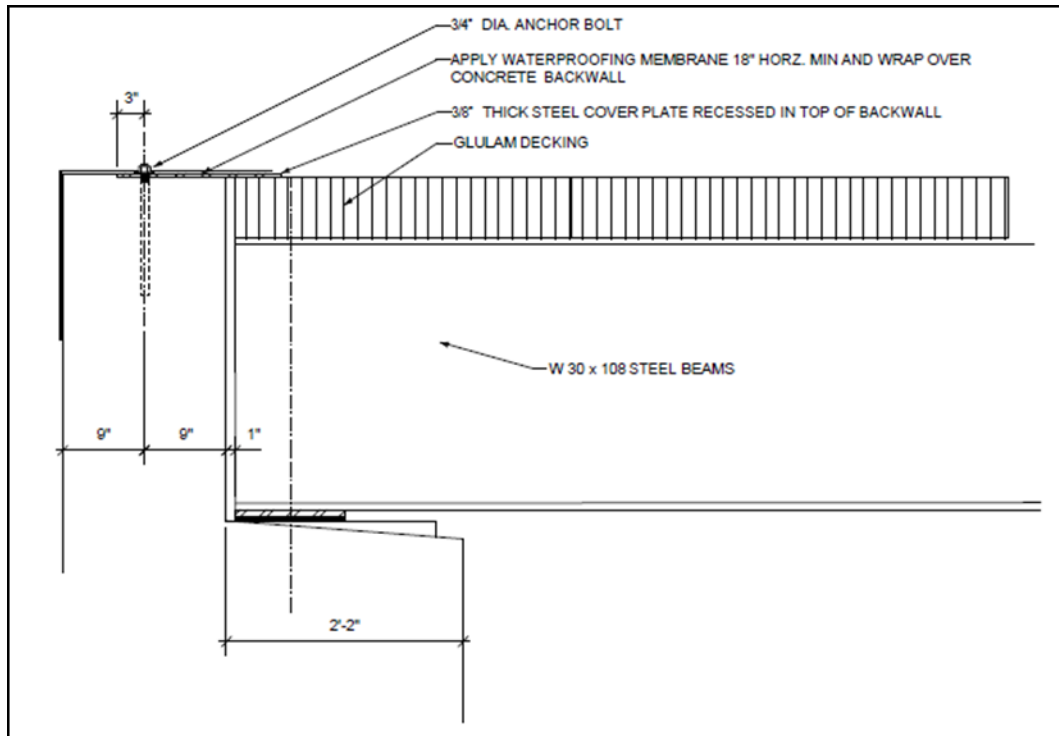 3/4" DIA. ANCHOR BOLT
APPLY WATERPROOFING MEMBRANE 18" HORZ. MIN AND WRAP OVER
CONCRETE BACKWALL
3"
3/8" THICK STEEL COVER PLATE RECESSED IN TOP OF BACKWALL
GLULAM DECKING
W 30 x 108 STEEL BEAMS
9" 9" 1"
2'-2"